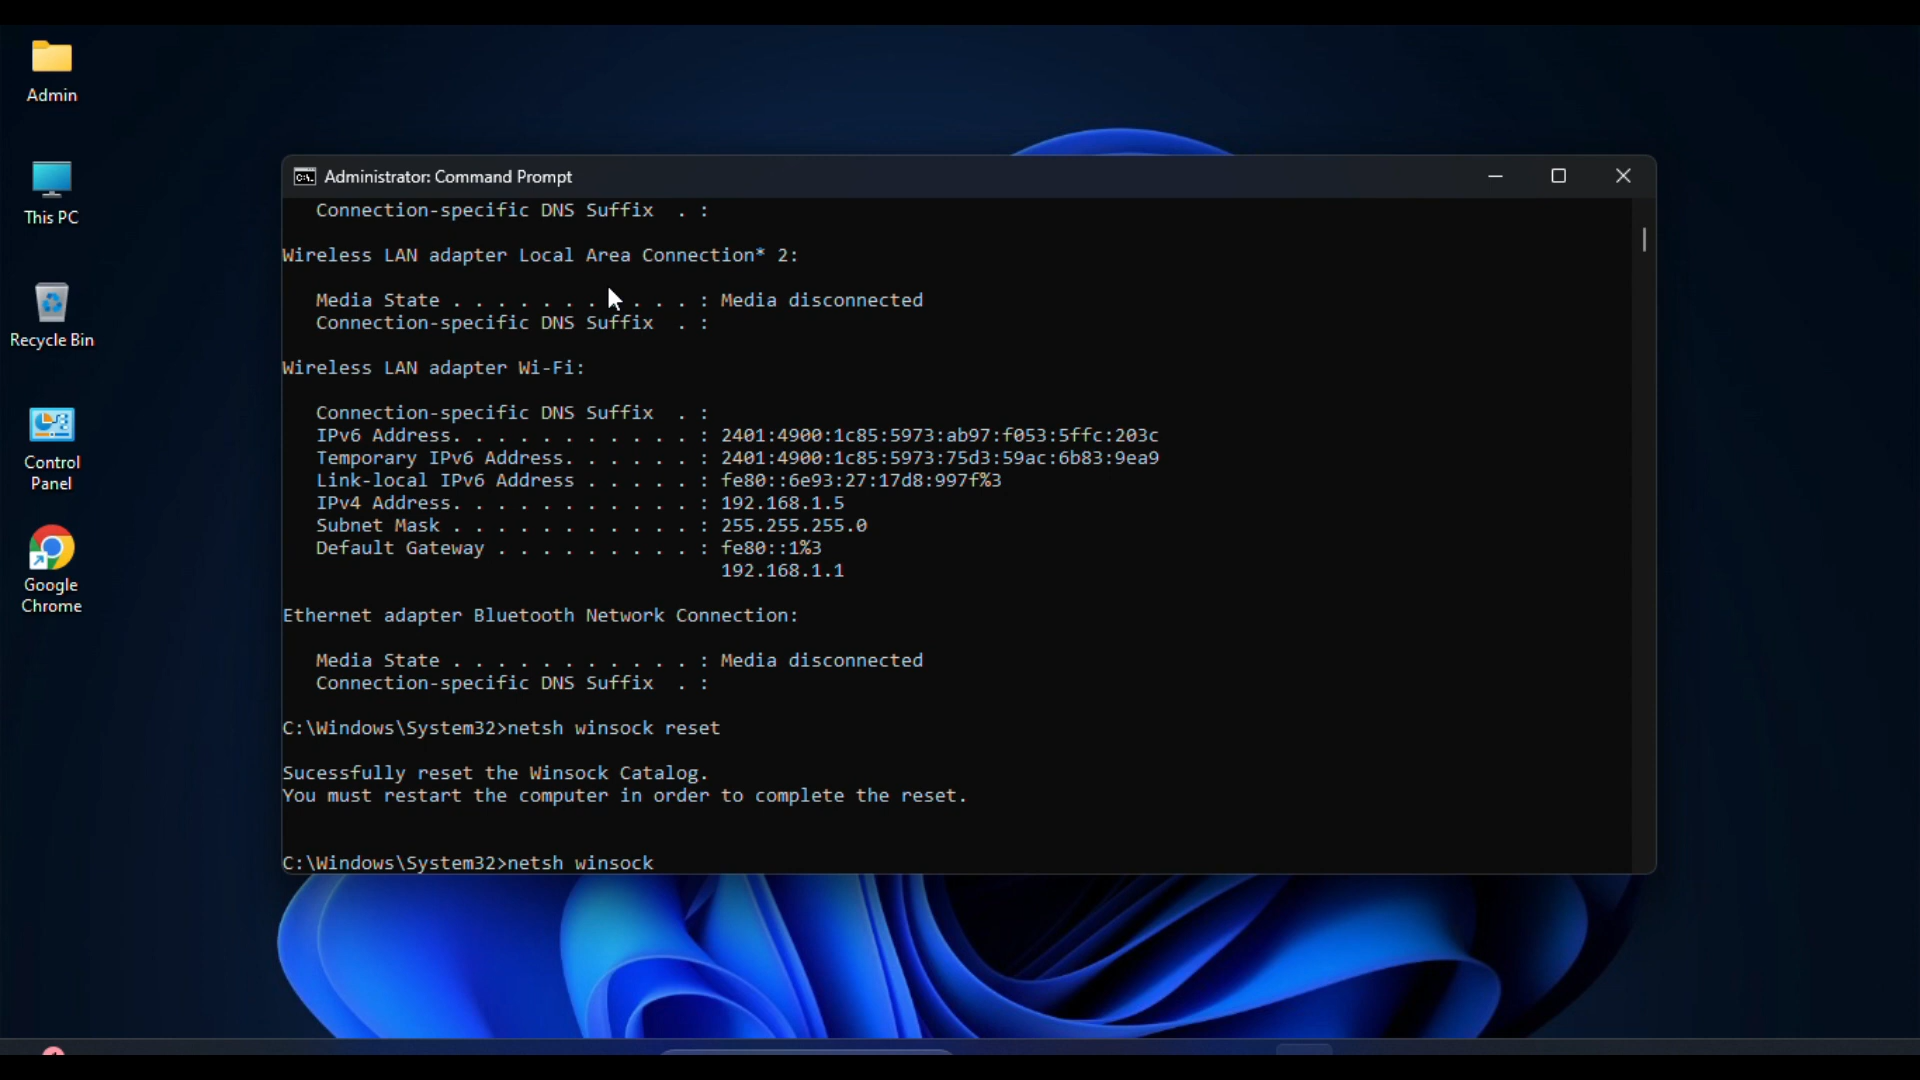 Admin
This PC
Recycle Bin
Control
Panel
Google
Chrome
Administrator: Command Prompt
Connection-specific DNS Suffix  . :
Wireless LAN adapter Local Area Connection* 2:
Media State . . . . . . . . . . . : Media disconnected
Connection-specific DNS Suffix  . :
Wireless LAN adapter Wi-Fi:
Connection-specific DNS Suffix  . :
IPv6 Address. . . . . . . . . . . : 2401:4900:1c85:5973:ab97:f053:5ffc:203c
Temporary IPv6 Address. . . . . . : 2401:4900:1c85:5973:75d3:59ac:6b83:9ea9
Link-local IPv6 Address . . . . . : fe80::6e93:27:17d8:997f%3
IPv4 Address. . . . . . . . . . . : 192.168.1.5
Subnet Mask . . . . . . . . . . . : 255.255.255.0
Default Gateway . . . . . . . . . : fe80::1%3
192.168.1.1
Ethernet adapter Bluetooth Network Connection:
Media State . . . . . . . . . . . : Media disconnected
Connection-specific DNS Suffix  . :
C:\Windows\System32>netsh winsock reset
Sucessfully reset the Winsock Catalog.
You must restart the computer in order to complete the reset.
C:\Windows\System32>netsh winsock